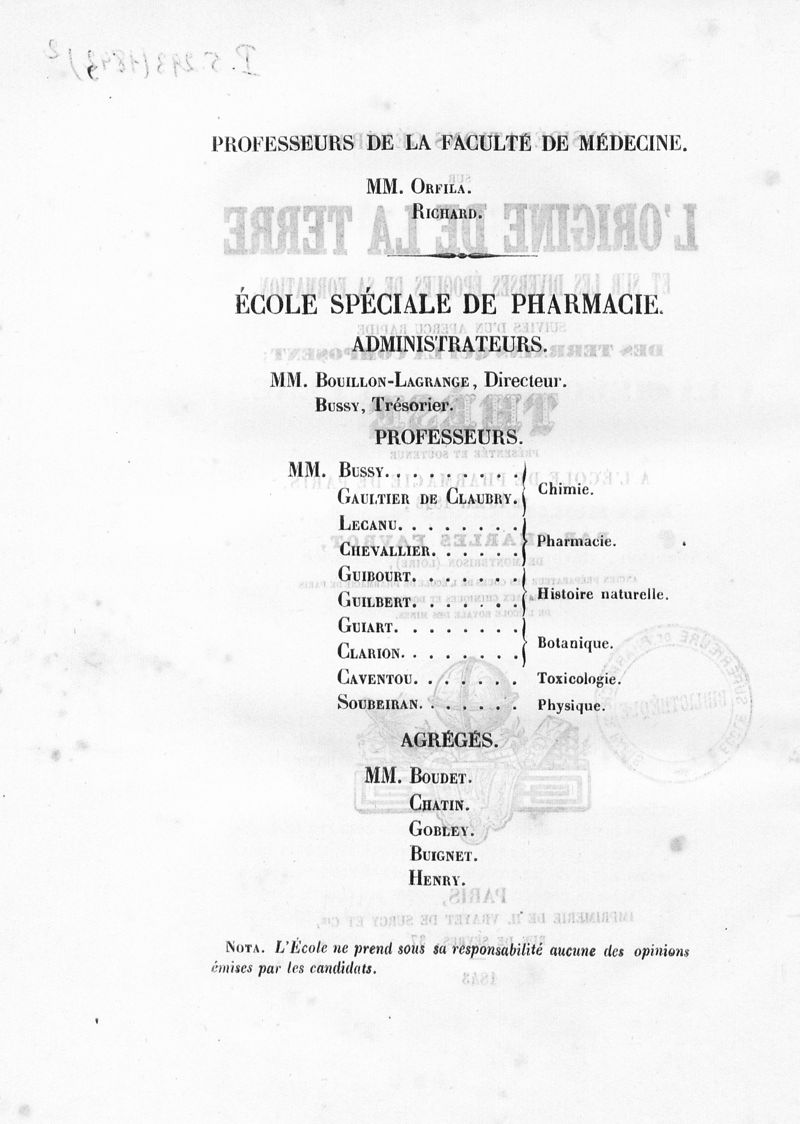 PROFESSEURS DE LA FACULTÉ DE MÉDECINE.
MM. ORFILA.
RICHARD.
ÉCOLE SPÉCIALE DE PHARMACIE.
ADMINISTRATEURS.
MM. BOUILLON-LAGRANGE, Directeur.
BUSSY, Trésorier.
PROFESSEURS.
MM. BUSSY. . . . . . . . .
GAULTIER DE CLAUBRY.
Chimie.
LECANU. . . . . . . .
CHEVALLIER. . . . . .
Pharmacie.
GUIBOURT. . . . . . .
GUILBERT. . . . . . .
Histoire naturelle.
GUIART. . . . . . . .
CLARION. . . . . . . .
Botanique.
CAVENTOU. . . . . . . Toxicologie.
SOUBEIRAN. . . . . . . Physique.
AGRÉGÉS.
MM. BOUDET.
CHATIN.
GOBLEY.
BUIGNET.
HENRY.
NOTA. L'École ne prend sous sa responsabilité aucune des opinions
émises par les candidats.